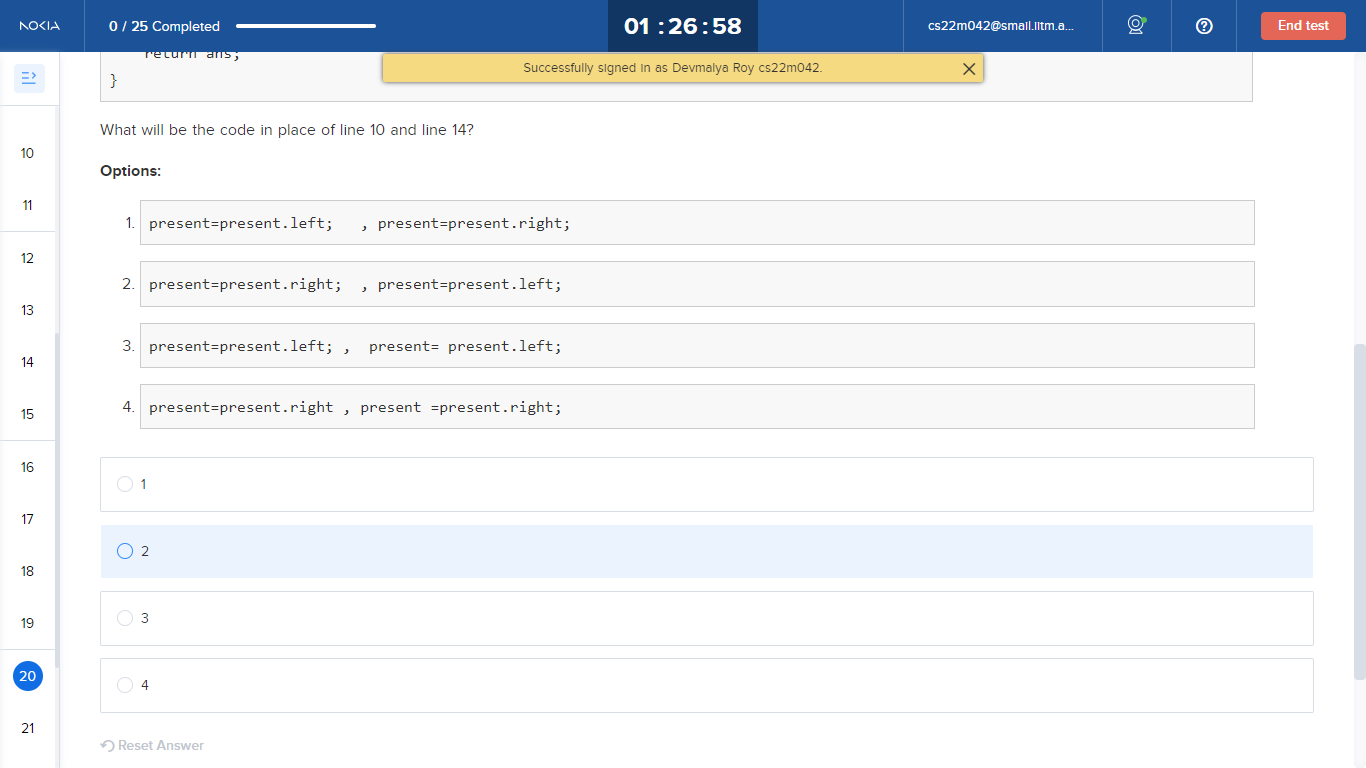 NOKIA
0 / 25 Completed
01 : 26 : 58
cs22m042@smail.iitm.a...
End test
return ans;
}
Successfully signed in as Devmalya Roy cs22m042.
What will be the code in place of line 10 and line 14?
Options:
1. present=present.left;   , present=present.right;
2. present=present.right;  , present=present.left;
3. present=present.left; ,  present= present.left;
4. present=present.right , present =present.right;
1
2
3
4
Reset Answer
10
11
12
13
14
15
16
17
18
19
20
21